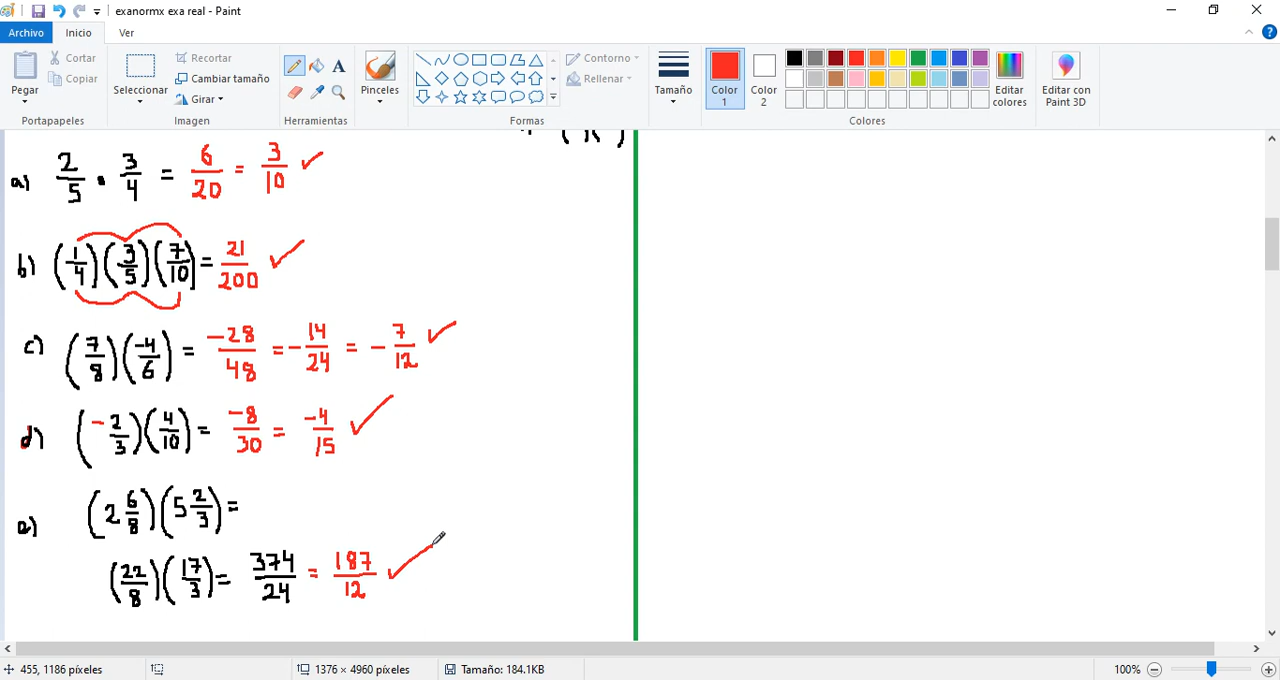 exanormx exa real - Paint
Archivo Inicio Ver
Pegar
Cortar
Copiar
Portapapeles
Seleccionar
Recortar
Cambiar tamaño
Girar
Imagen
A
Herramientas
Pinceles
Contorno
Rellenar
Formas
Tamaño
Color 1
Color 2
Editar colores
Editar con Paint 3D
Colores
a) 2/5 • 3/4 = 6/20 = 3/10 ✓
b) (1/4)(3/5)(7/10) = 21/200 ✓
c) (7/8)(-4/6) = -28/48 = -14/24 = -7/12 ✓
d) (-2/3)(4/10) = -8/30 = -4/15 ✓
e) (2 6/8)(5 2/3) =
(22/8)(17/3) = 374/24 = 187/12 ✓
455, 1186 píxeles
1376 × 4960 píxeles
Tamaño: 184.1KB
100%